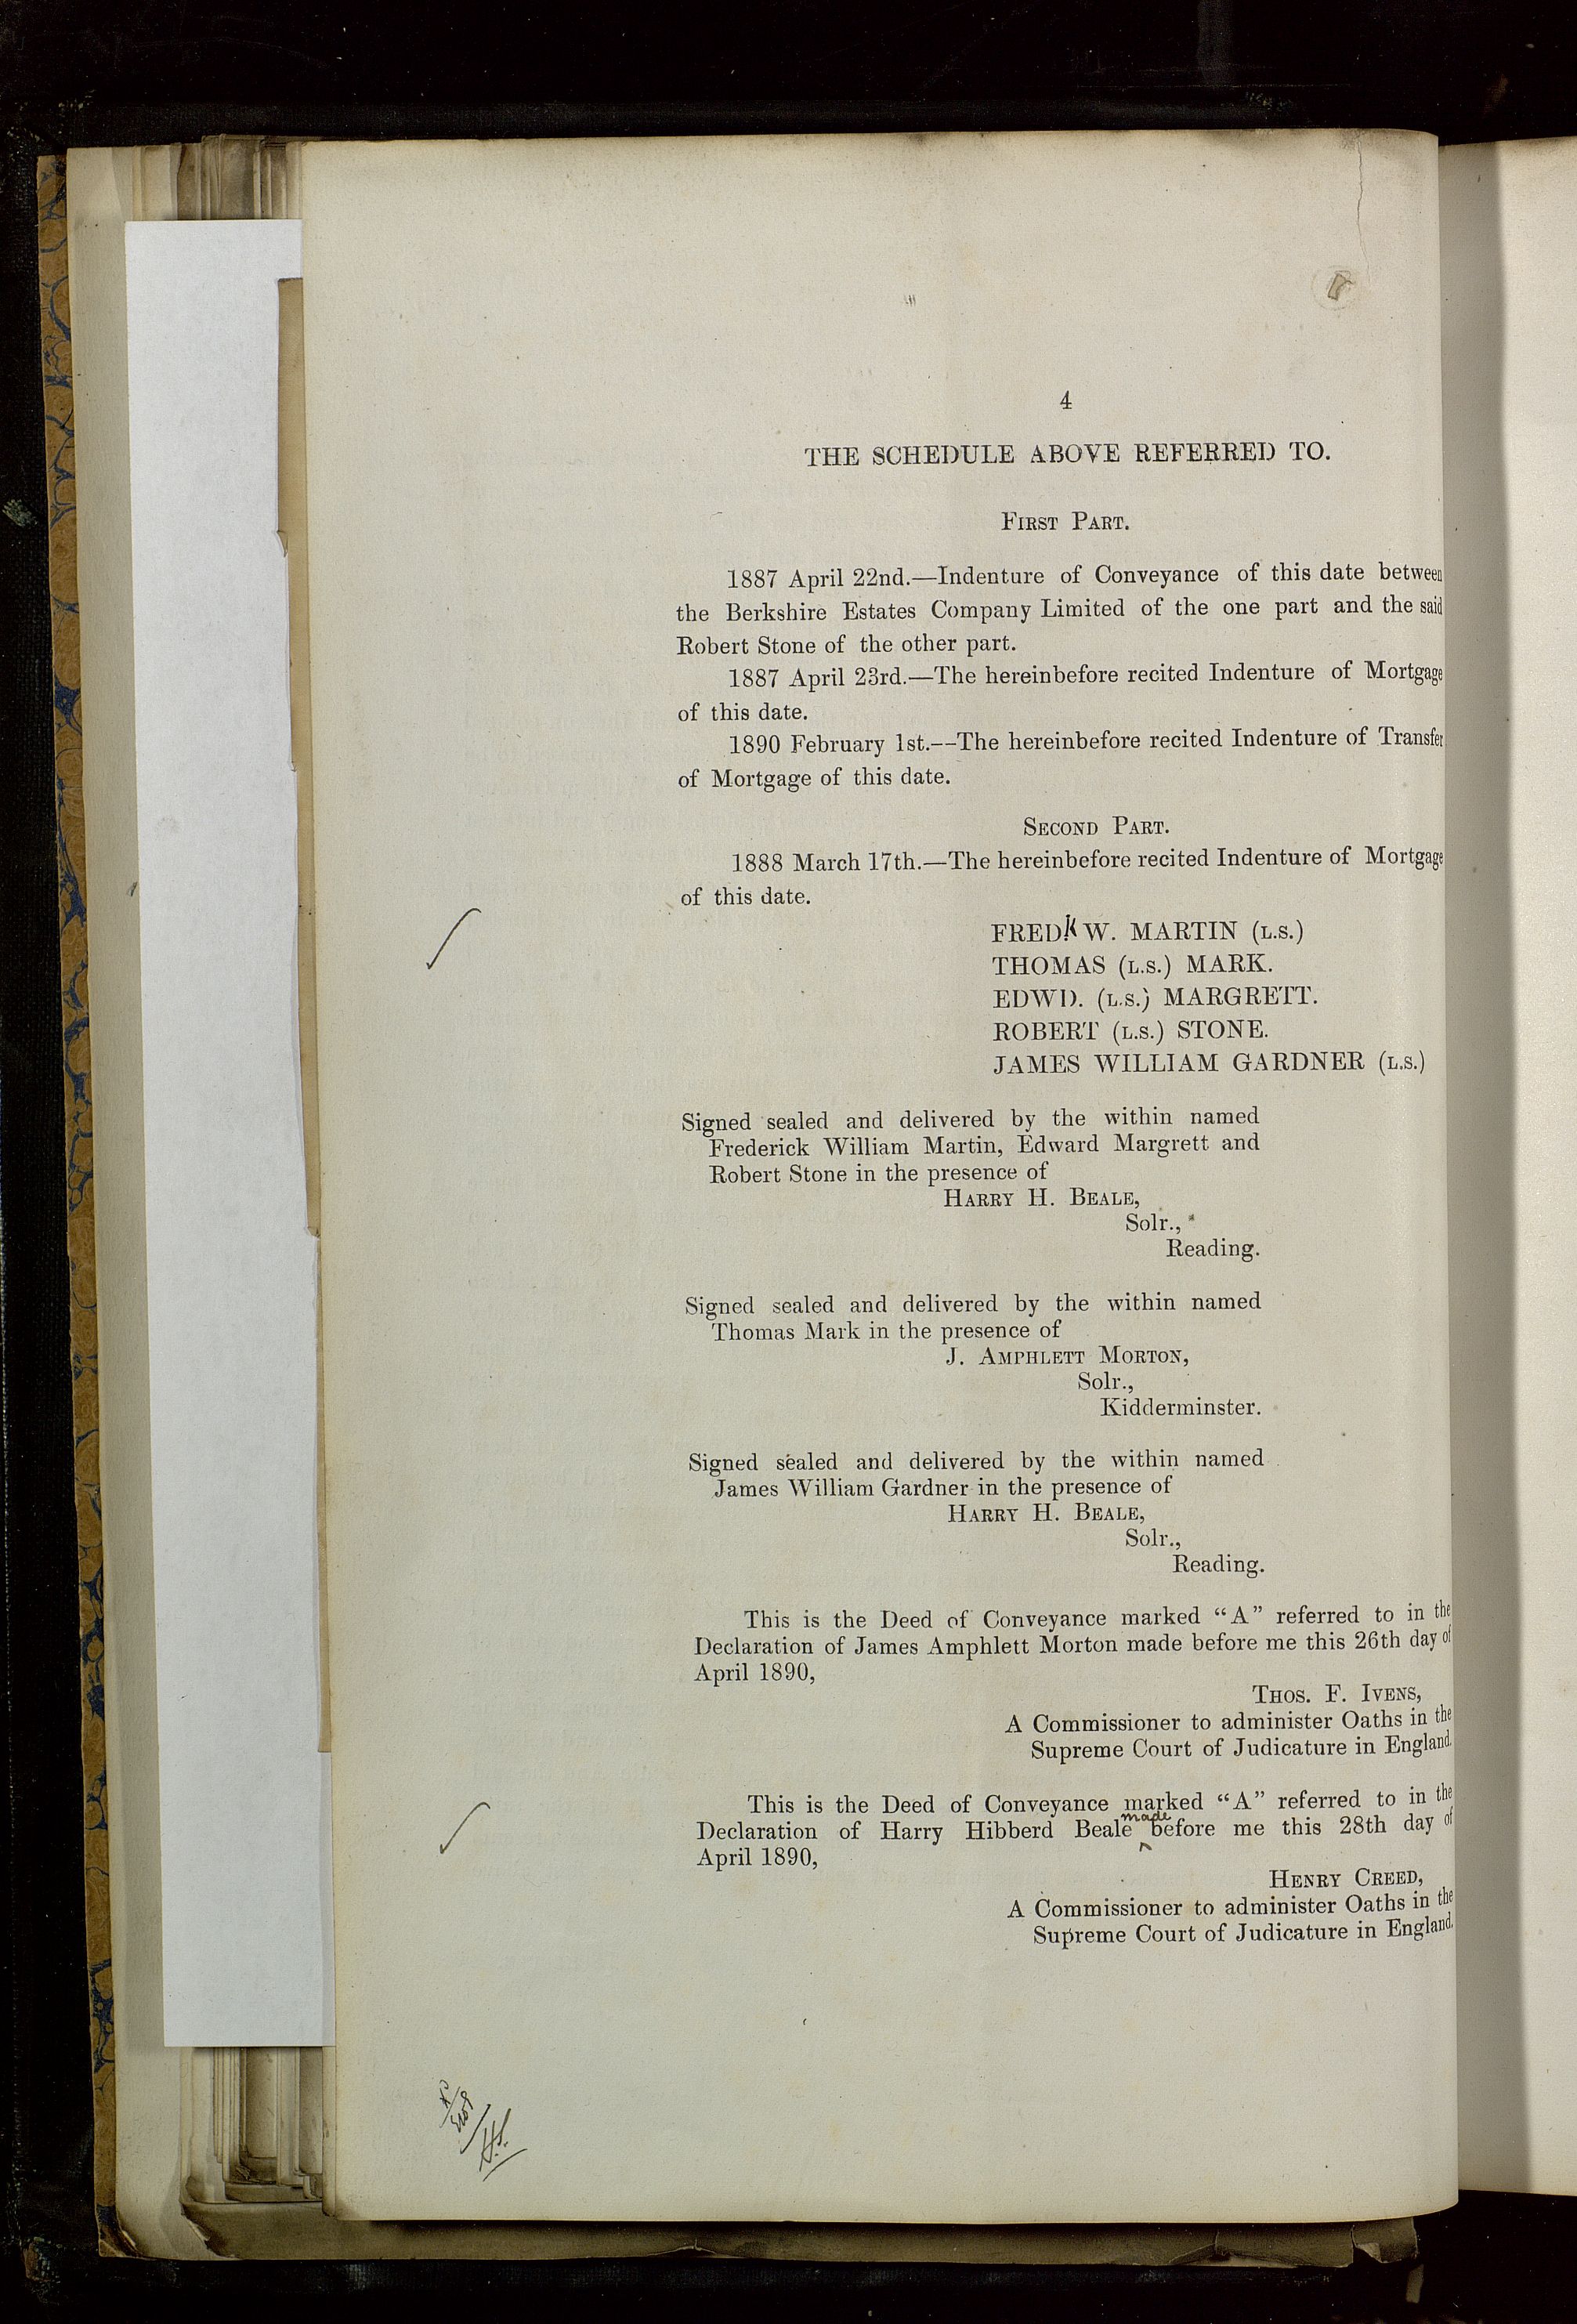 4
THE SCHEDULE ABOVE REFERRED TO.
FIRST PART.
1887 April 22nd.—Indenture of Conveyance of this date between
the Berkshire Estates Company Limited of the one part and the said
Robert Stone of the other part.
1887 April 23rd.—The hereinbefore recited Indenture of Mortgage
of this date.
1890 February 1st.—The hereinbefore recited Indenture of Transfer
of Mortgage of this date.
SECOND PART.
1888 March 17th.—The hereinbefore recited Indenture of Mortgage
of this date.
FREDK W. MARTIN (L.S.)
THOMAS (L.S.) MARK.
EDWD. (L.S.) MARGRETT.
ROBERT (L.S.) STONE.
JAMES WILLIAM GARDNER (L.S.)
Signed sealed and delivered by the within named
Frederick William Martin, Edward Margrett and
Robert Stone in the presence of
HARRY H. BEALE,
Solr.,
Reading.
Signed sealed and delivered by the within named
Thomas Mark in the presence of
J. AMPHLETT MORTON,
Solr.,
Kidderminster.
Signed sealed and delivered by the within named
James William Gardner in the presence of
HARRY H. BEALE,
Solr.,
Reading.
This is the Deed of Conveyance marked “A” referred to in the
Declaration of James Amphlett Morton made before me this 26th day of
April 1890,
THOS. F. IVENS,
A Commissioner to administer Oaths in the
Supreme Court of Judicature in England.
This is the Deed of Conveyance marked “A” referred to in the
Declaration of Harry Hibberd Beale made before me this 28th day of
April 1890,
HENRY CREED,
A Commissioner to administer Oaths in the
Supreme Court of Judicature in England.